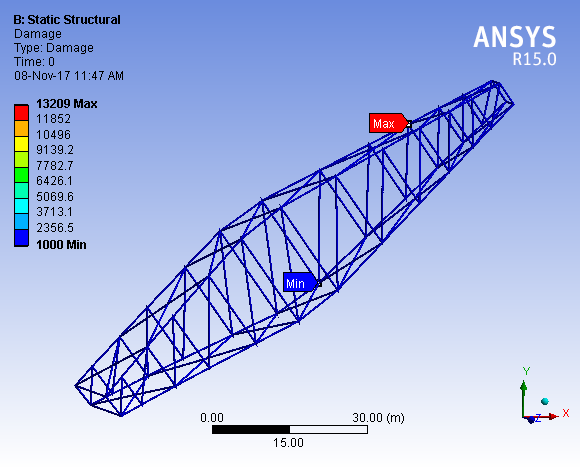 B: Static Structural
Damage
Type: Damage
Time: 0
08-Nov-17 11:47 AM
ANSYS
R15.0
13209 Max
11852
10496
9139.2
7782.7
6426.1
5069.6
3713.1
2356.5
1000 Min
Max
Min
0.00 30.00 (m)
15.00
Y
X
Z